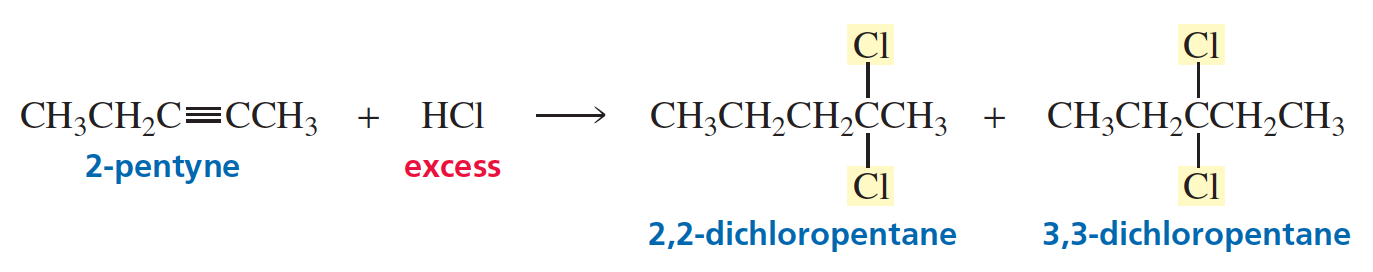 Cl Cl
CH₃CH₂C≡CCH₃ + HCl ⟶ CH₃CH₂CH₂CCH₃ + CH₃CH₂CCH₂CH₃
2-pentyne excess
Cl Cl
2,2-dichloropentane 3,3-dichloropentane